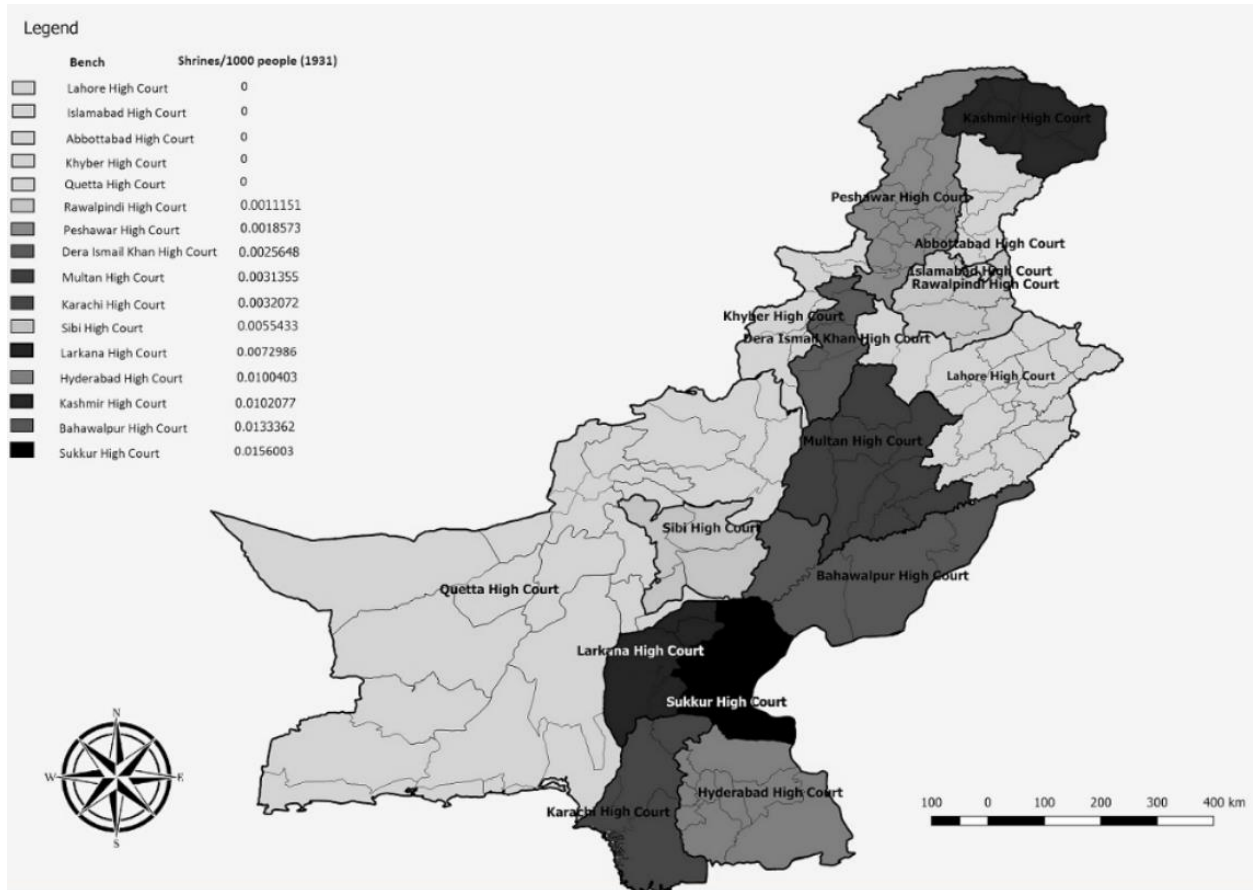 Legend
Bench Shrines/1000 people (1931)
Lahore High Court 0
Islamabad High Court 0
Abbottabad High Court 0
Khyber High Court 0
Quetta High Court 0
Rawalpindi High Court 0.0011151
Peshawar High Court 0.0018573
Dera Ismail Khan High Court 0.0025648
Multan High Court 0.0031355
Karachi High Court 0.0032072
Sibi High Court 0.0055433
Larkana High Court 0.0072986
Hyderabad High Court 0.0100403
Kashmir High Court 0.0102077
Bahawalpur High Court 0.0133362
Sukkur High Court 0.0156003
Kashmir High Court
Peshawar High Court
Abbottabad High Court
Islamabad High Court
Rawalpindi High Court
Khyber High Court
Dera Ismail Khan High Court
Lahore High Court
Multan High Court
Sibi High Court
Bahawalpur High Court
Quetta High Court
Larkana High Court
Sukkur High Court
Hyderabad High Court
Karachi High Court
N
W E
S
100 0 100 200 300 400 km